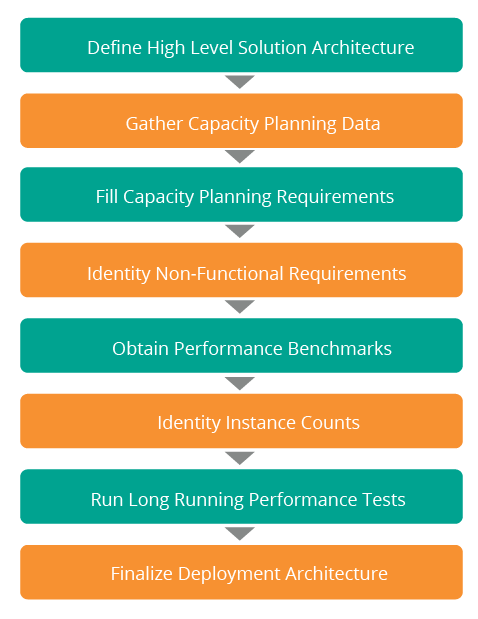 Define High Level Solution Architecture
Gather Capacity Planning Data
Fill Capacity Planning Requirements
Identity Non-Functional Requirements
Obtain Performance Benchmarks
Identity Instance Counts
Run Long Running Performance Tests
Finalize Deployment Architecture